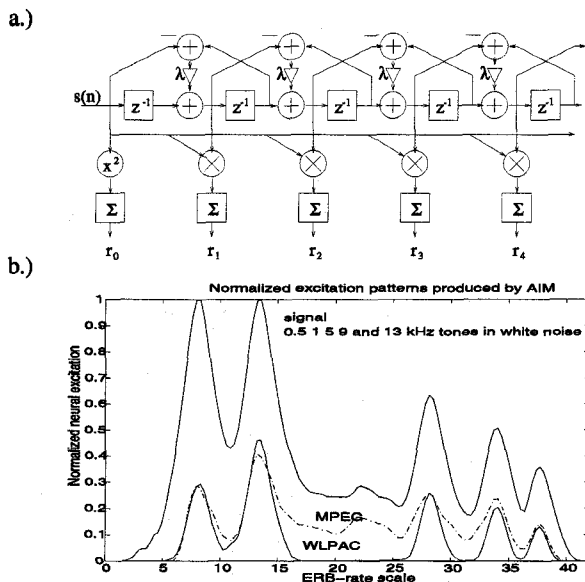 a.)
λ λ λ λ
s(n) z⁻¹ z⁻¹ z⁻¹ z⁻¹ z⁻¹
x²
Σ Σ Σ Σ Σ
r₀ r₁ r₂ r₃ r₄
b.)
Normalized excitation patterns produced by AIM
signal
0.5 1 5 9 and 13 kHz tones in white noise
Normalized neural excitation
1
0.9
0.8
0.7
0.6
0.5
0.4
0.3
0.2
0.1
0
MPEG
WLPAC
0 5 10 15 20 25 30 35 40
ERB-rate scale